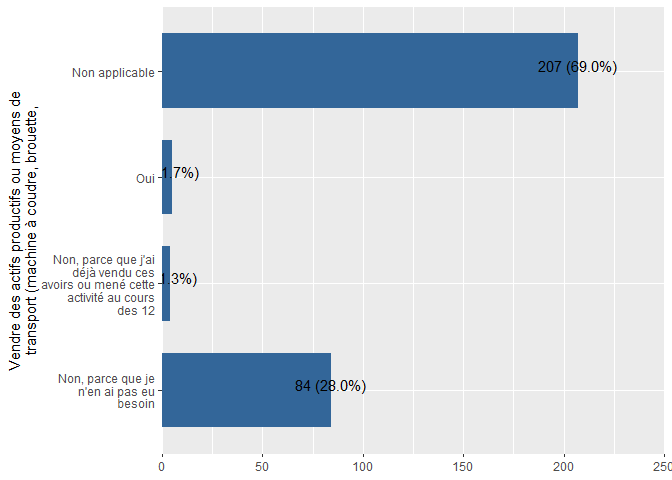 Vendre des actifs productifs ou moyens de
transport (machine à coudre, brouette,
Non applicable
207 (69.0%)
Oui
1.7%)
Non, parce que j'ai
déjà vendu ces
avoirs ou mené cette
activité au cours
des 12
1.3%)
Non, parce que je
n'en ai pas eu
besoin
84 (28.0%)
0 50 100 150 200 250